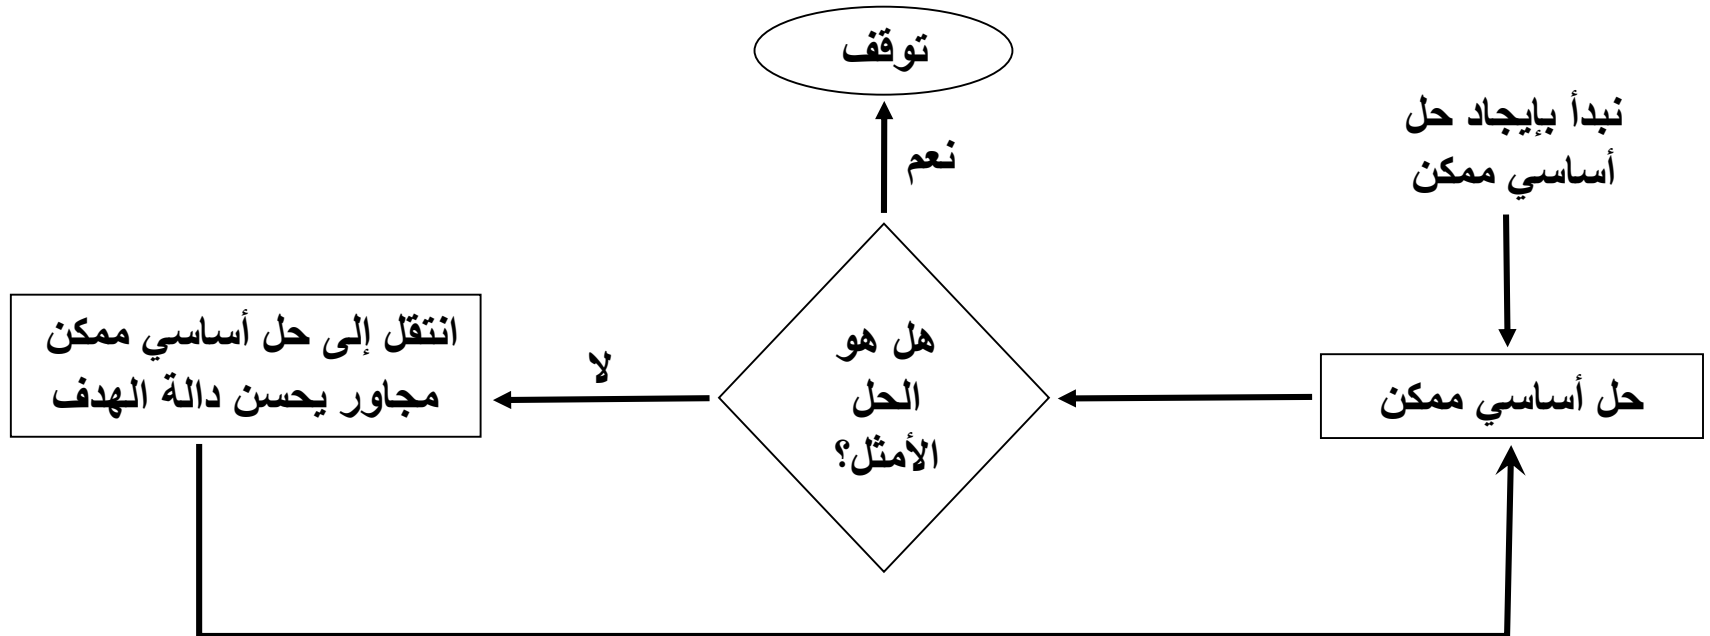 توقف
نبدأ بإيجاد حل
أساسي ممكن
نعم
حل أساسي ممكن
هل هو
الحل
الأمثل؟
لا
انتقل إلى حل أساسي ممكن
مجاور يحسن دالة الهدف